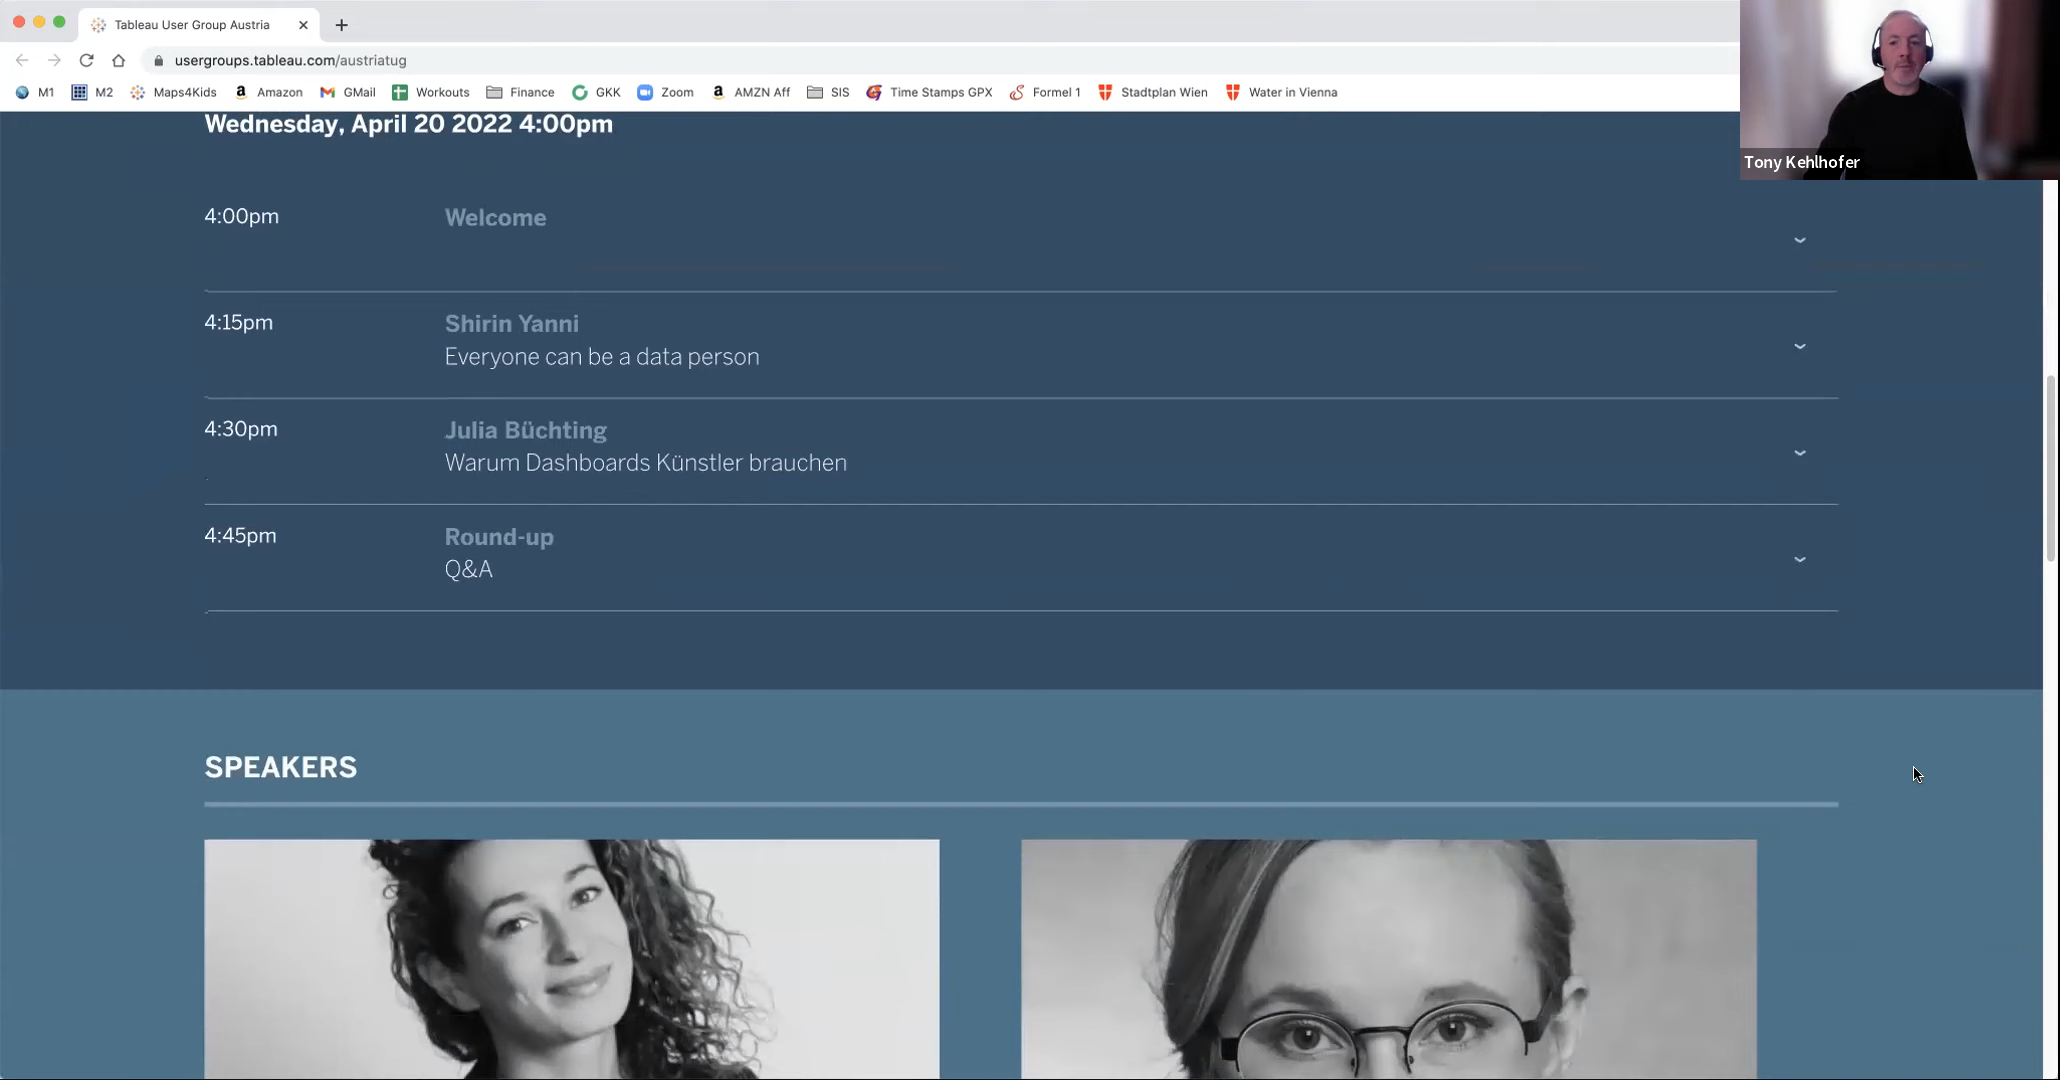 Tableau User Group Austria
usergroups.tableau.com/austriatug
M1 M2 Maps4Kids Amazon GMail Workouts Finance GKK Zoom AMZN Aff SIS Time Stamps GPX Formel 1 Stadtplan Wien Water in Vienna
Tony Kehlhofer
Wednesday, April 20 2022 4:00pm
4:00pm Welcome
4:15pm Shirin Yanni
Everyone can be a data person
4:30pm Julia Büchting
Warum Dashboards Künstler brauchen
4:45pm Round-up
Q&A
SPEAKERS